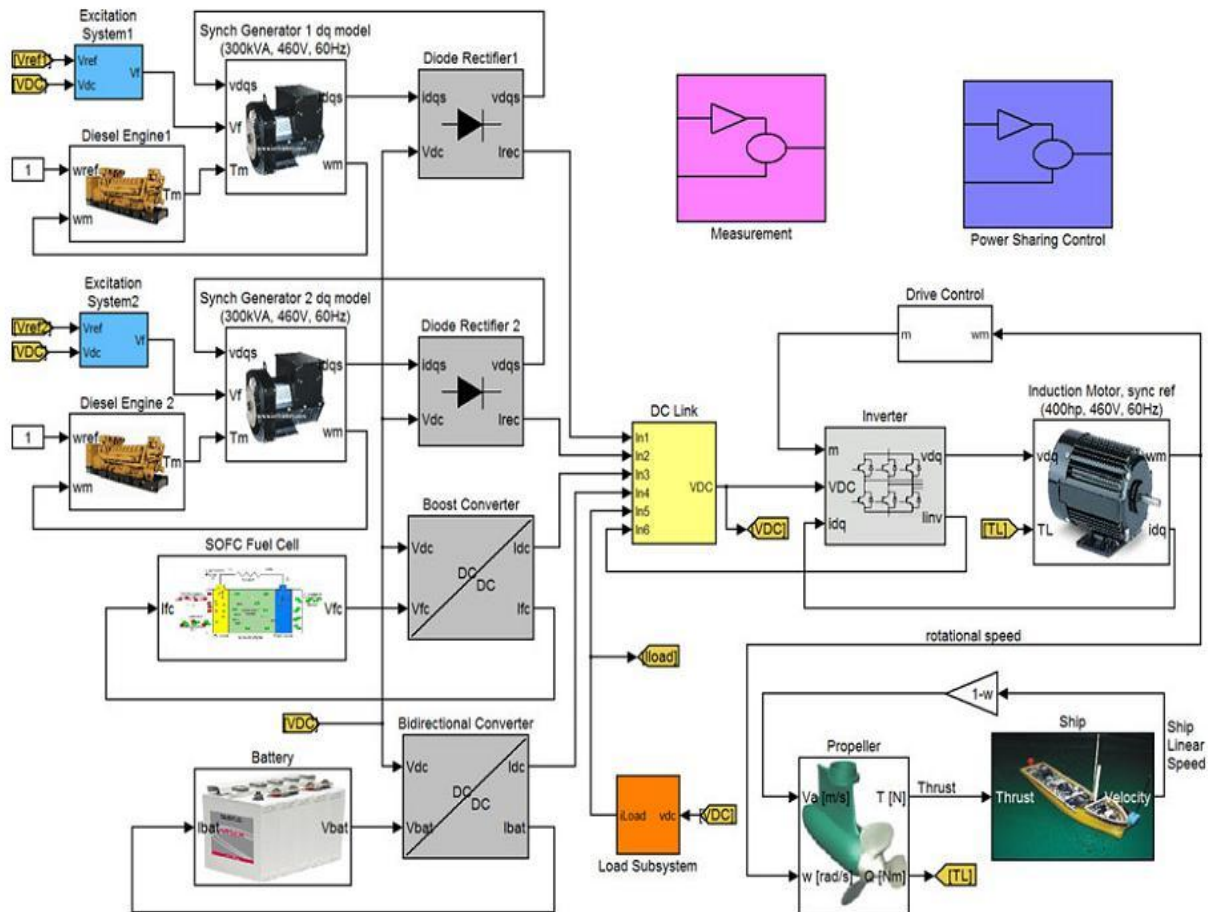 Excitation
System1
[Vref1]
Vref
[VDC]
Vdc
Vf
Synch Generator 1 dq model
(300kVA, 460V, 60Hz)
vdqs
idqs
Vf
Tm
wm
Diode Rectifier1
idqs
vdqs
Vdc
Irec
Diesel Engine1
1
wref
Tm
wm
Measurement
Power Sharing Control
Excitation
System2
[Vref2]
Vref
[VDC]
Vdc
Vf
Synch Generator 2 dq model
(300kVA, 460V, 60Hz)
vdqs
idqs
Vf
Tm
wm
Diode Rectifier 2
idqs
vdqs
Vdc
Irec
Diesel Engine 2
1
wref
Tm
wm
Drive Control
m
wm
DC Link
In1
In2
In3
In4
In5
In6
VDC
[VDC]
Inverter
m
vdq
VDC
idq
Iinv
Induction Motor, sync ref
(400hp, 460V, 60Hz)
vdq
wm
[TL]
TL
idq
Boost Converter
Vdc
Idc
DC
DC
Vfc
Ifc
SOFC Fuel Cell
Ifc
Vfc
rotational speed
[Iload]
1-w
[VDC]
Bidirectional Converter
Vdc
Idc
DC
DC
Vbat
Ibat
Battery
Ibat
Vbat
Load Subsystem
iLoad
vdc
[VDC]
Propeller
Va [m/s]
T [N]
w [rad/s]
Q [Nm]
Thrust
[TL]
Ship
Thrust
Velocity
Ship
Linear
Speed